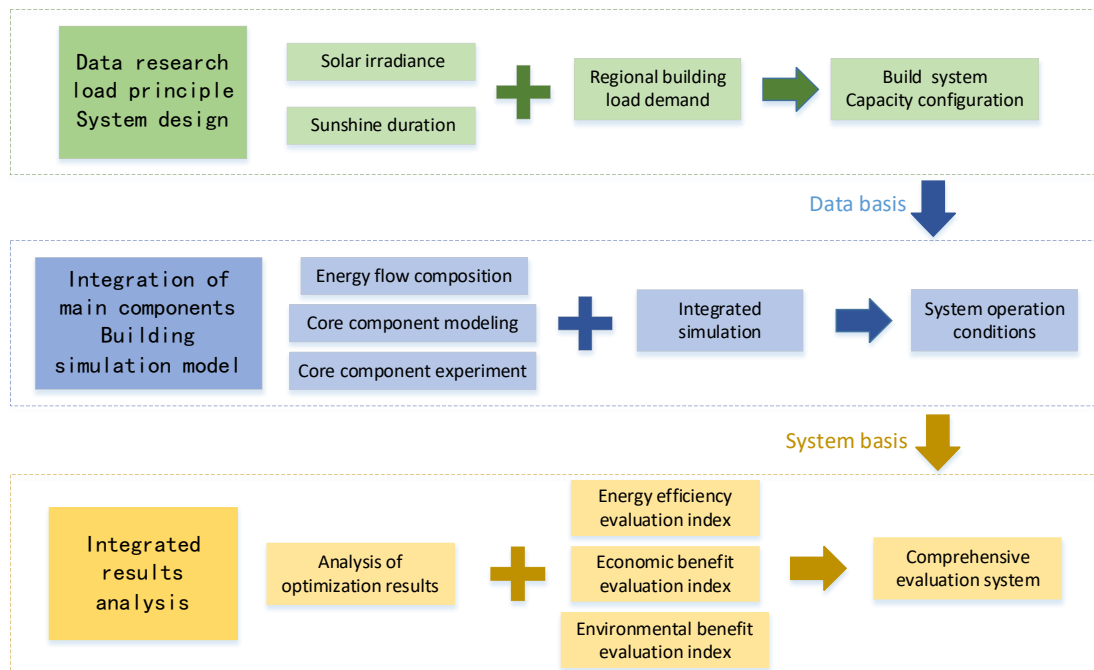 Data research
load principle
System design
Solar irradiance
Sunshine duration
Regional building
load demand
Build system
Capacity configuration
Data basis
Integration of
main components
Building
simulation model
Energy flow composition
Core component modeling
Core component experiment
Integrated
simulation
System operation
conditions
System basis
Integrated
results
analysis
Analysis of
optimization results
Energy efficiency
evaluation index
Economic benefit
evaluation index
Environmental benefit
evaluation index
Comprehensive
evaluation system